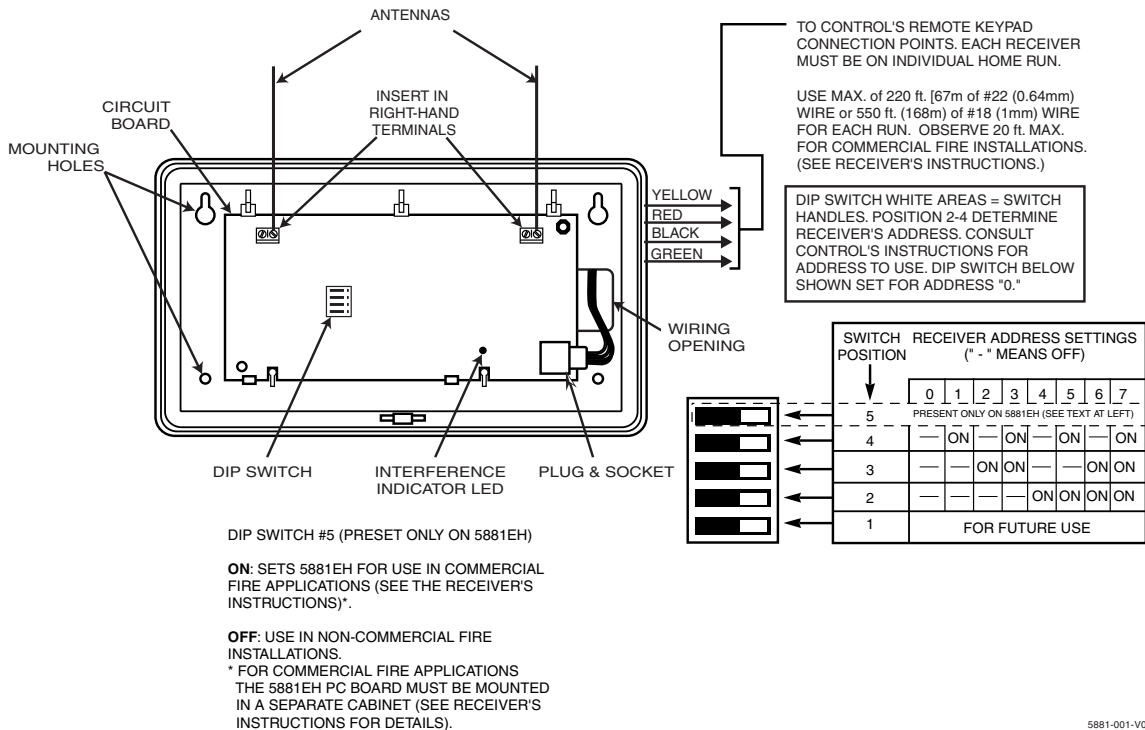 ANTENNAS
TO CONTROL'S REMOTE KEYPAD
CONNECTION POINTS. EACH RECEIVER
MUST BE ON INDIVIDUAL HOME RUN.
USE MAX. of 220 ft. [67m of #22 (0.64mm)
WIRE or 550 ft. (168m) of #18 (1mm) WIRE
FOR EACH RUN. OBSERVE 20 ft. MAX.
FOR COMMERCIAL FIRE INSTALLATIONS.
(SEE RECEIVER'S INSTRUCTIONS.)
CIRCUIT
BOARD
INSERT IN
RIGHT-HAND
TERMINALS
MOUNTING
HOLES
YELLOW
RED
BLACK
GREEN
DIP SWITCH WHITE AREAS = SWITCH
HANDLES. POSITION 2-4 DETERMINE
RECEIVER'S ADDRESS. CONSULT
CONTROL'S INSTRUCTIONS FOR
ADDRESS TO USE. DIP SWITCH BELOW
SHOWN SET FOR ADDRESS "0."
WIRING
OPENING
SWITCH
POSITION
RECEIVER ADDRESS SETTINGS
(" - " MEANS OFF)
0 1 2 3 4 5 6 7
5 PRESENT ONLY ON 5881EH (SEE TEXT AT LEFT)
4 — ON — ON — ON — ON
3 — — ON ON — — ON ON
2 — — — — ON ON ON ON
1 FOR FUTURE USE
DIP SWITCH
INTERFERENCE
INDICATOR LED
PLUG & SOCKET
DIP SWITCH #5 (PRESET ONLY ON 5881EH)
ON: SETS 5881EH FOR USE IN COMMERCIAL
FIRE APPLICATIONS (SEE THE RECEIVER'S
INSTRUCTIONS)*.
OFF: USE IN NON-COMMERCIAL FIRE
INSTALLATIONS.
* FOR COMMERCIAL FIRE APPLICATIONS
THE 5881EH PC BOARD MUST BE MOUNTED
IN A SEPARATE CABINET (SEE RECEIVER'S
INSTRUCTIONS FOR DETAILS).
5881-001-V0